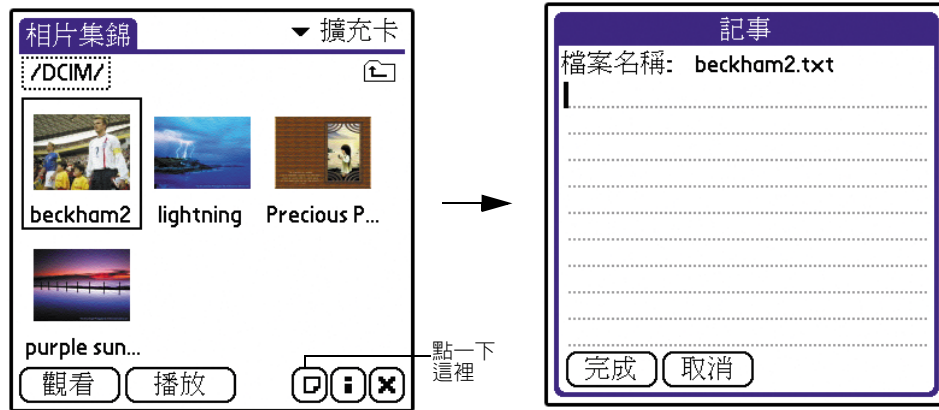 相片集錦
擴充卡
/DCIM/
beckham2
lightning
Precious P...
purple sun...
觀看
播放
點一下
這裡
記事
檔案名稱: beckham2.txt
完成
取消